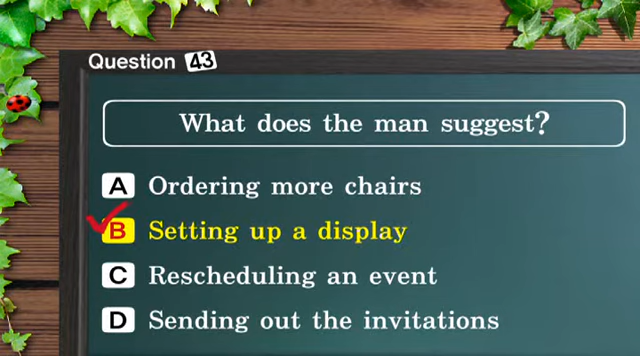 Question 43
What does the man suggest?
A Ordering more chairs
B Setting up a display
C Rescheduling an event
D Sending out the invitations